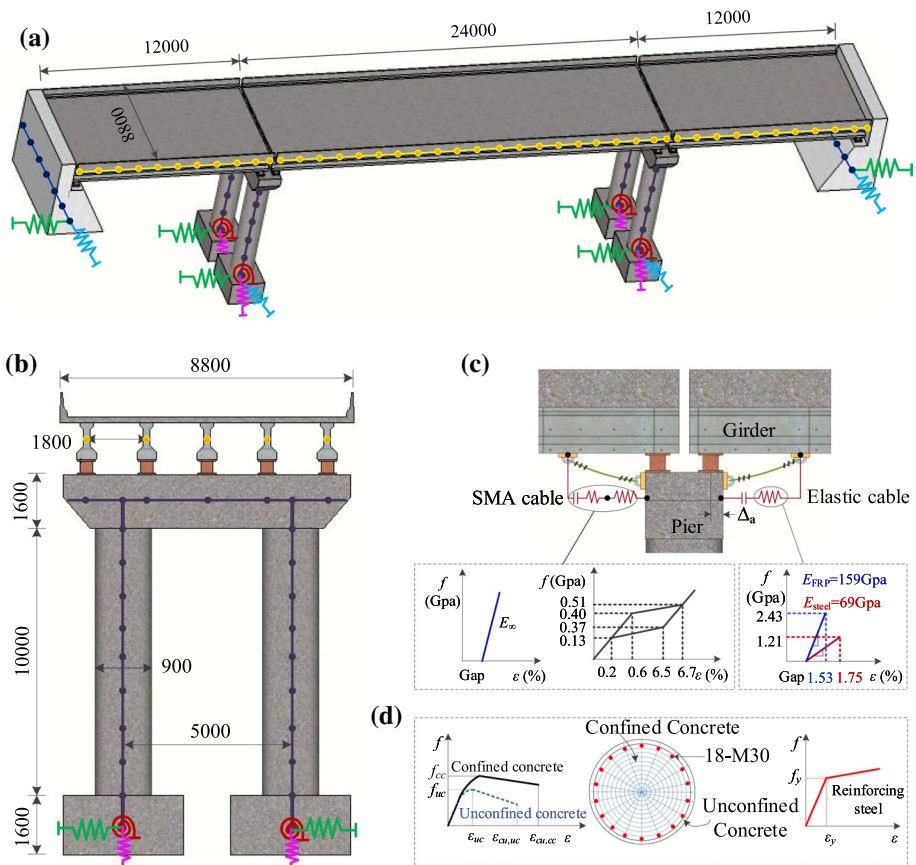 (a)
12000
24000
12000
8800
(b)
8800
1800
1600
10000
900
5000
1600
(c)
Girder
SMA cable
Elastic cable
Pier
Δa
f
(Gpa)
E∞
Gap
ε (%)
f (Gpa)
0.51
0.40
0.37
0.13
0.2
0.6
6.5
6.7
ε (%)
f
(Gpa)
EFRP=159Gpa
Esteel=69Gpa
2.43
1.21
Gap
1.53
1.75
ε (%)
(d)
f
fcc
fuc
Confined concrete
Unconfined concrete
εuc
εcu,uc
εcu,cc
ε
Confined Concrete
18-M30
Unconfined
Concrete
f
fy
Reinforcing
steel
εy
ε